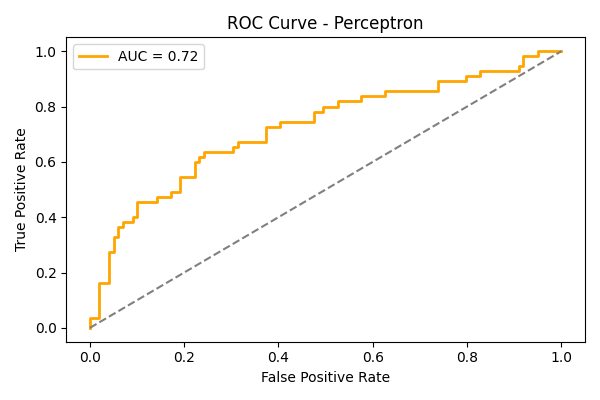 ROC Curve - Perceptron
AUC = 0.72
True Positive Rate
1.0
0.8
0.6
0.4
0.2
0.0
0.0 0.2 0.4 0.6 0.8 1.0
False Positive Rate